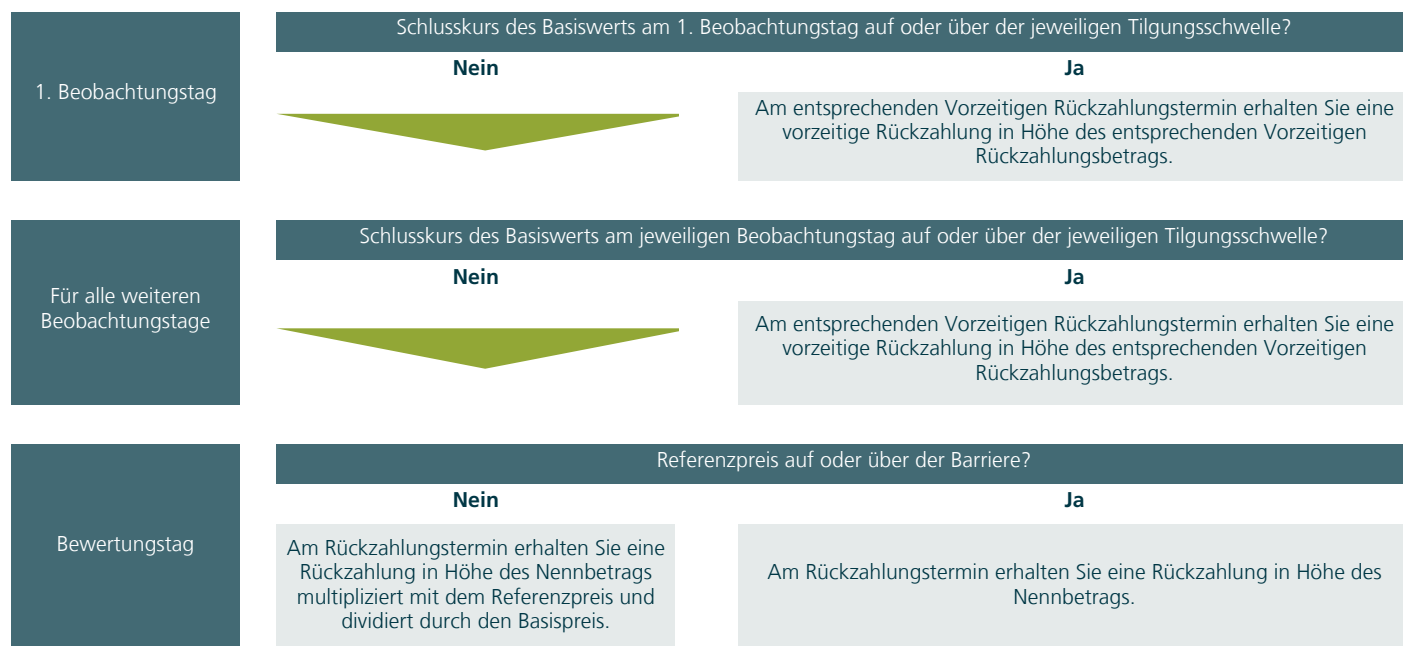 1. Beobachtungstag
Schlusskurs des Basiswerts am 1. Beobachtungstag auf oder über der jeweiligen Tilgungsschwelle?
Nein
Ja
Am entsprechenden Vorzeitigen Rückzahlungstermin erhalten Sie eine
vorzeitige Rückzahlung in Höhe des entsprechenden Vorzeitigen
Rückzahlungsbetrags.
Für alle weiteren
Beobachtungstage
Schlusskurs des Basiswerts am jeweiligen Beobachtungstag auf oder über der jeweiligen Tilgungsschwelle?
Nein
Ja
Am entsprechenden Vorzeitigen Rückzahlungstermin erhalten Sie eine
vorzeitige Rückzahlung in Höhe des entsprechenden Vorzeitigen
Rückzahlungsbetrags.
Bewertungstag
Referenzpreis auf oder über der Barriere?
Nein
Ja
Am Rückzahlungstermin erhalten Sie eine
Rückzahlung in Höhe des Nennbetrags
multipliziert mit dem Referenzpreis und
dividiert durch den Basispreis.
Am Rückzahlungstermin erhalten Sie eine Rückzahlung in Höhe des
Nennbetrags.